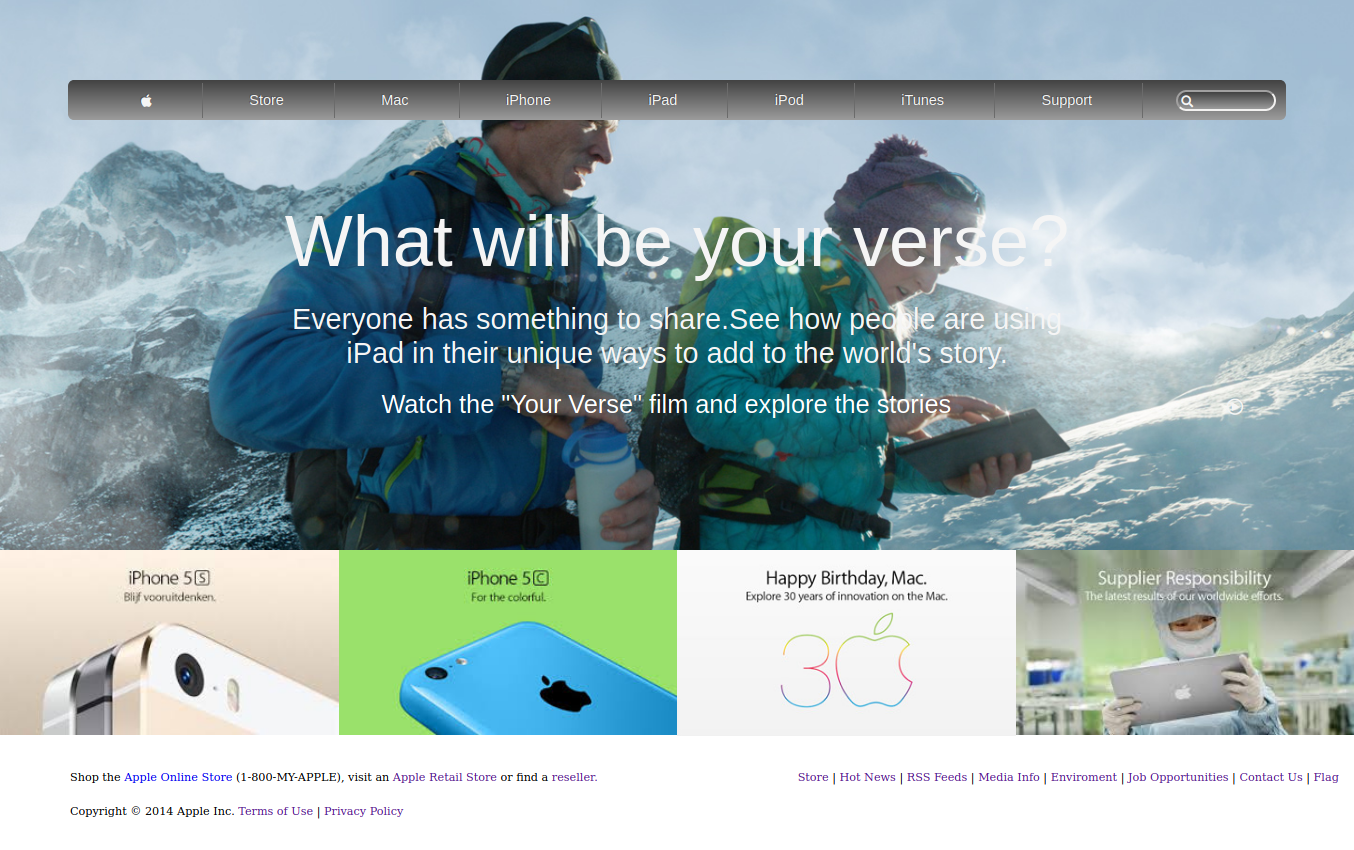 Store Mac iPhone iPad iPod iTunes Support
What will be your verse?
Everyone has something to share.See how people are using
iPad in their unique ways to add to the world's story.
Watch the "Your Verse" film and explore the stories
iPhone 5S
Blijf vooruitdenken.
iPhone 5C
For the colorful.
Happy Birthday, Mac.
Explore 30 years of innovation on the Mac.
30
Supplier Responsibility
The latest results of our worldwide efforts.
Shop the Apple Online Store (1-800-MY-APPLE), visit an Apple Retail Store or find a reseller.
Store | Hot News | RSS Feeds | Media Info | Enviroment | Job Opportunities | Contact Us | Flag
Copyright © 2014 Apple Inc. Terms of Use | Privacy Policy